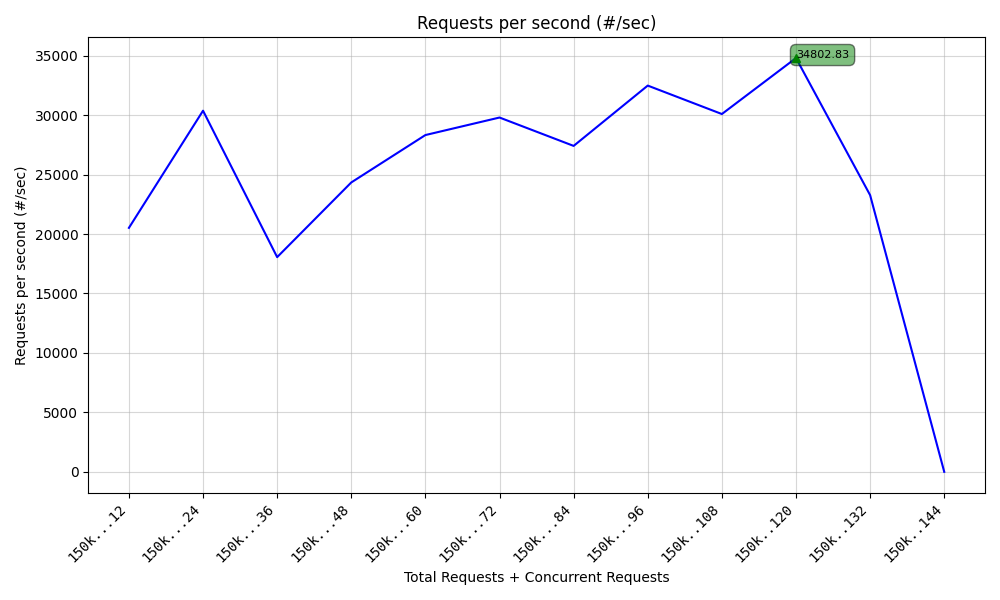 Requests per second (#/sec)
34802.83
35000
30000
25000
20000
15000
10000
5000
0
Requests per second (#/sec)
150k...12
150k...24
150k...36
150k...48
150k...60
150k...72
150k...84
150k...96
150k..108
150k..120
150k..132
150k..144
Total Requests + Concurrent Requests